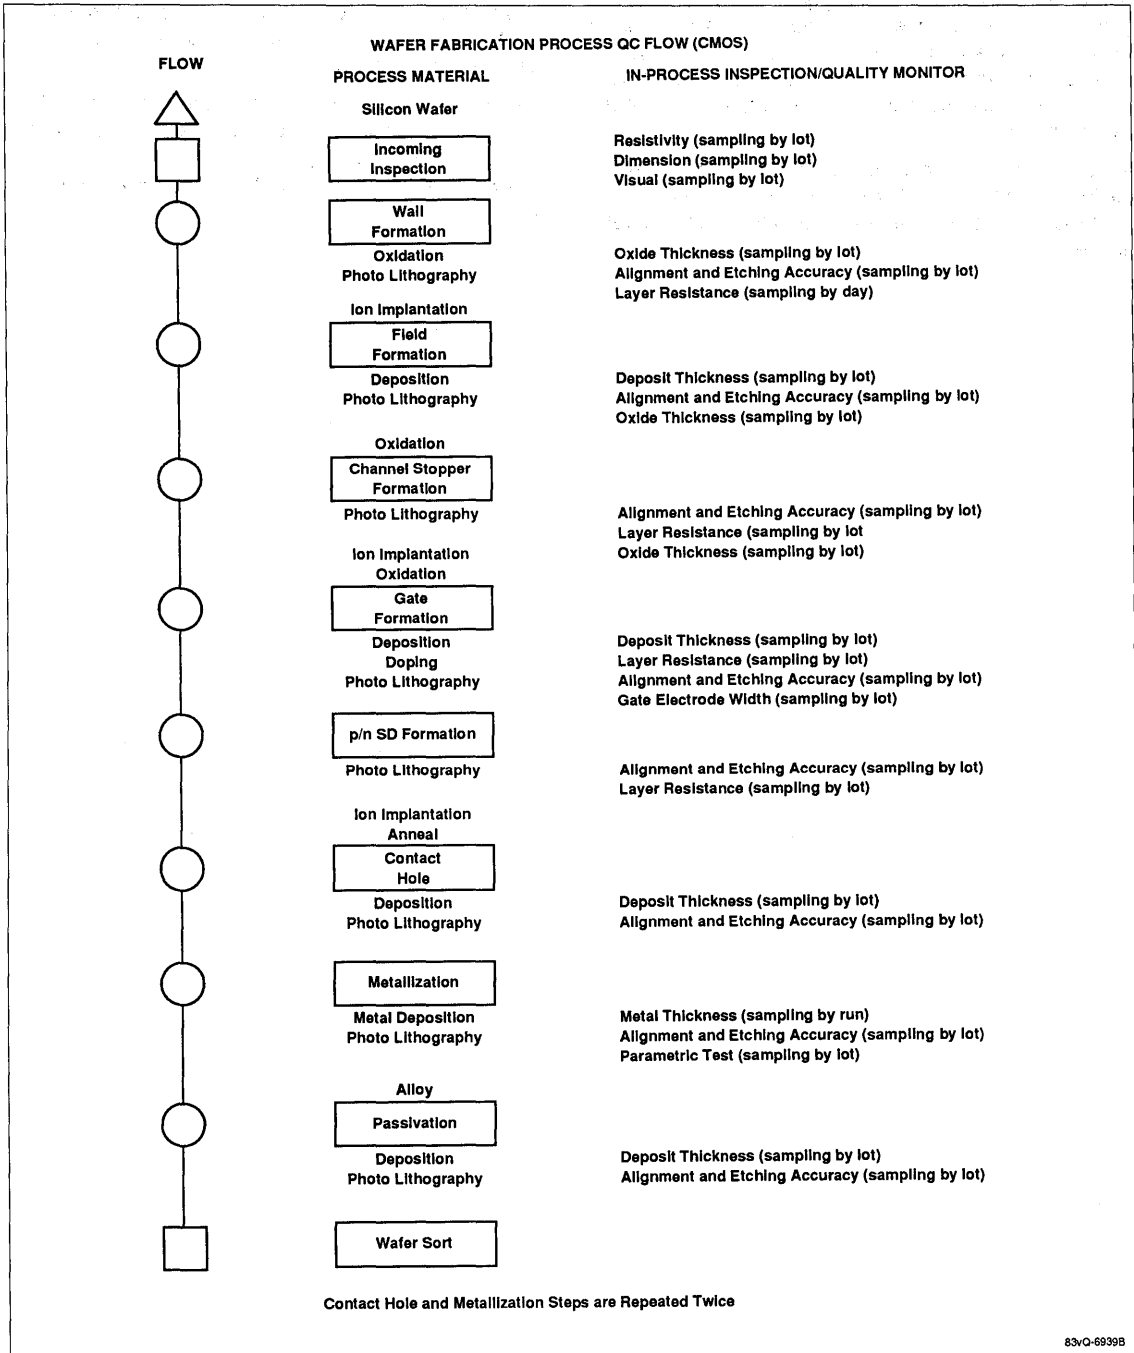 WAFER FABRICATION PROCESS QC FLOW (CMOS)
FLOW
PROCESS MATERIAL
IN-PROCESS INSPECTION/QUALITY MONITOR
Silicon Wafer
Incoming
Inspection
Resistivity (sampling by lot)
Dimension (sampling by lot)
Visual (sampling by lot)
Wall
Formation
Oxidation
Photo Lithography
Oxide Thickness (sampling by lot)
Alignment and Etching Accuracy (sampling by lot)
Layer Resistance (sampling by day)
Ion Implantation
Field
Formation
Deposition
Photo Lithography
Deposit Thickness (sampling by lot)
Alignment and Etching Accuracy (sampling by lot)
Oxide Thickness (sampling by lot)
Oxidation
Channel Stopper
Formation
Photo Lithography
Alignment and Etching Accuracy (sampling by lot)
Layer Resistance (sampling by lot
Oxide Thickness (sampling by lot)
Ion Implantation
Oxidation
Gate
Formation
Deposition
Doping
Photo Lithography
Deposit Thickness (sampling by lot)
Layer Resistance (sampling by lot)
Alignment and Etching Accuracy (sampling by lot)
Gate Electrode Width (sampling by lot)
p/n SD Formation
Photo Lithography
Alignment and Etching Accuracy (sampling by lot)
Layer Resistance (sampling by lot)
Ion Implantation
Anneal
Contact
Hole
Deposition
Photo Lithography
Deposit Thickness (sampling by lot)
Alignment and Etching Accuracy (sampling by lot)
Metallization
Metal Deposition
Photo Lithography
Metal Thickness (sampling by run)
Alignment and Etching Accuracy (sampling by lot)
Parametric Test (sampling by lot)
Alloy
Passivation
Deposition
Photo Lithography
Deposit Thickness (sampling by lot)
Alignment and Etching Accuracy (sampling by lot)
Wafer Sort
Contact Hole and Metallization Steps are Repeated Twice
83vQ-6939B